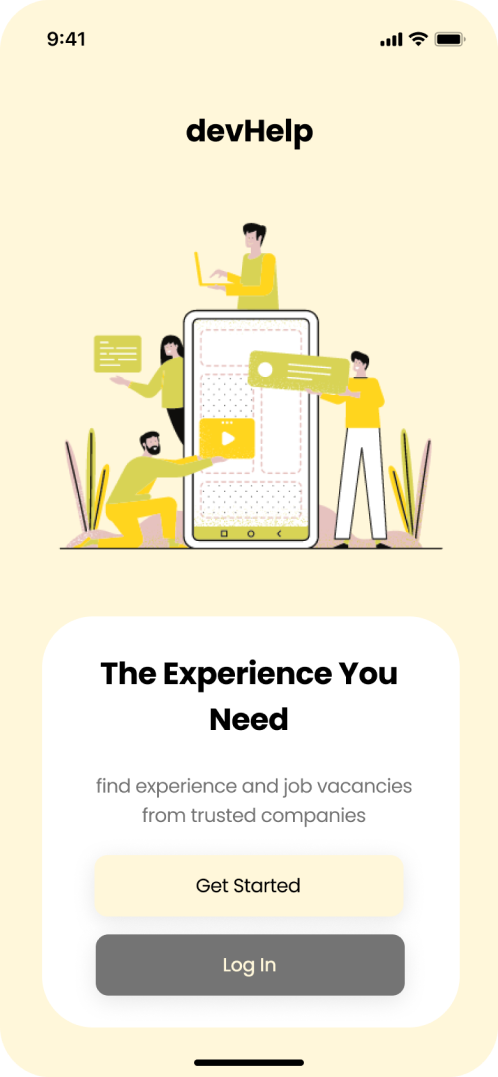 9:41
devHelp
The Experience You
Need
find experience and job vacancies
from trusted companies
Get Started
Log In